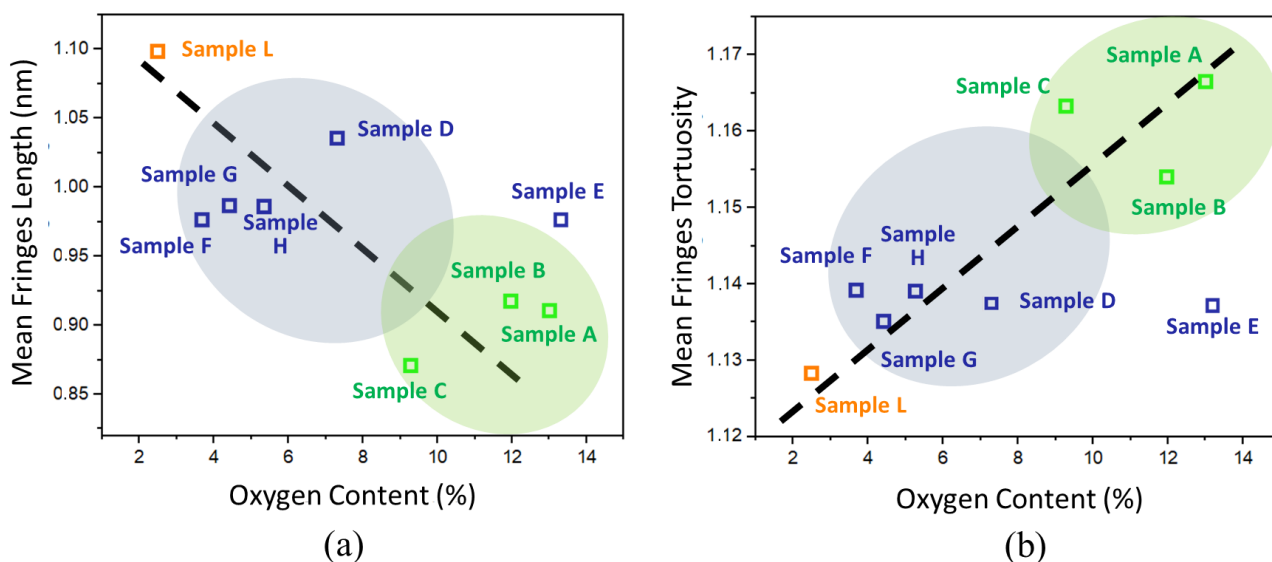 Mean Fringes Length (nm)
1.10
1.05
1.00
0.95
0.90
0.85
Sample L
Sample D
Sample G
Sample E
Sample F
Sample
H
Sample B
Sample A
Sample C
2 4 6 8 10 12 14
Oxygen Content (%)
(a)
Mean Fringes Tortuosity
1.17
1.16
1.15
1.14
1.13
1.12
Sample A
Sample C
Sample B
Sample F
Sample
H
Sample D
Sample E
Sample G
Sample L
2 4 6 8 10 12 14
Oxygen Content (%)
(b)